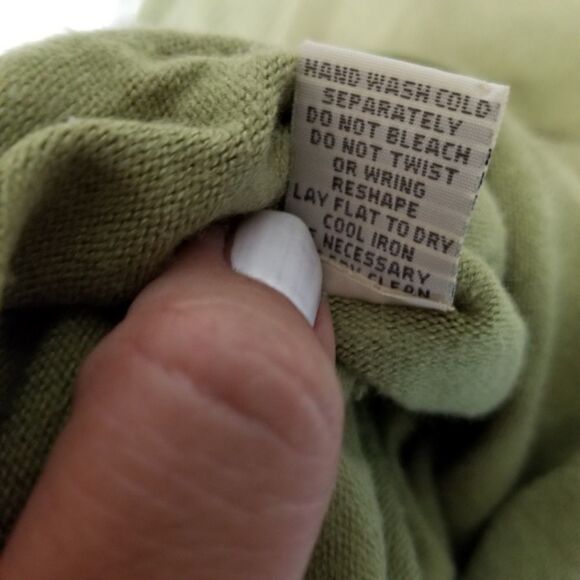 HAND WASH COLD
SEPARATELY
DO NOT BLEACH
DO NOT TWIST
OR WRING
RESHAPE
LAY FLAT TO DRY
COOL IRON
NECESSARY
CLEAN